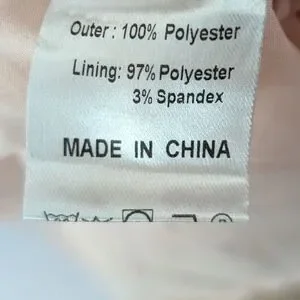 Outer : 100% Polyester
Lining: 97% Polyester
3% Spandex
MADE IN CHINA